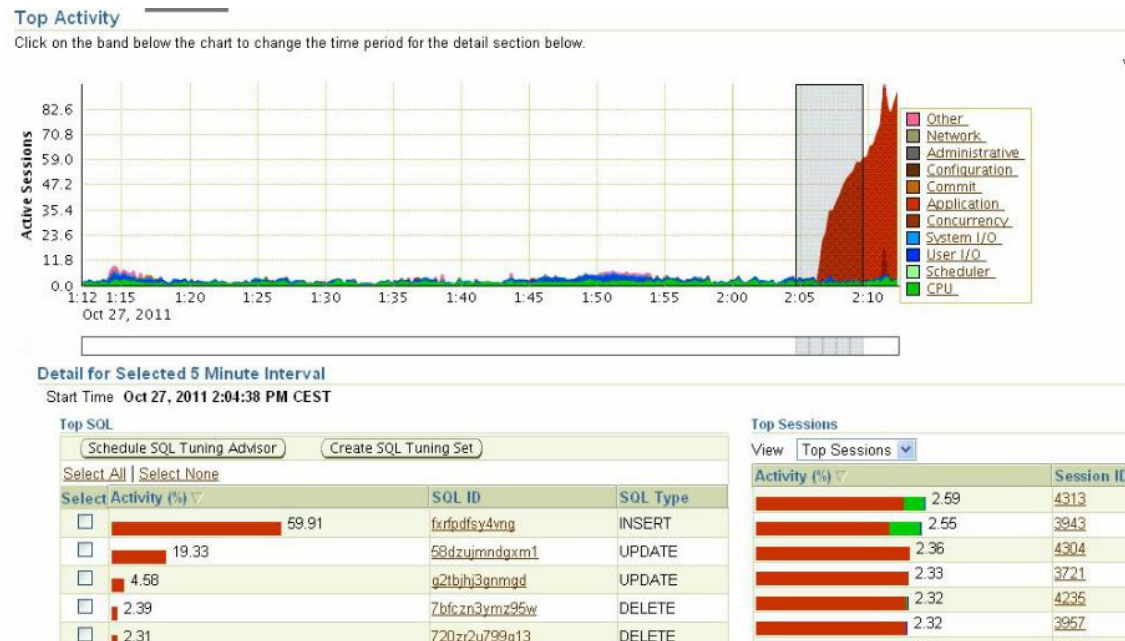 Top Activity
Click on the band below the chart to change the time period for the detail section below.
Active Sessions
82.6
70.8
59.0
47.2
35.4
23.6
11.8
0.0
1:12 1:15 1:20 1:25 1:30 1:35 1:40 1:45 1:50 1:55 2:00 2:05 2:10
Oct 27, 2011
Other
Network
Administrative
Configuration
Commit
Application
Concurrency
System I/O
User I/O
Scheduler
CPU
Detail for Selected 5 Minute Interval
Start Time Oct 27, 2011 2:04:38 PM CEST
Top SQL
Schedule SQL Tuning Advisor Create SQL Tuning Set
Select All | Select None
Select Activity (%) SQL ID SQL Type
59.91 fxrfpdfsy4vng INSERT
19.33 58dzujmndgxm1 UPDATE
4.58 g2tbjhj3gnmgd UPDATE
2.39 7bfczn3ymz95w DELETE
2.31 720zr2u799g13 DELETE
Top Sessions
View Top Sessions
Activity (%) Session ID
2.59 4313
2.55 3943
2.36 4304
2.33 3721
2.32 4235
2.32 3957